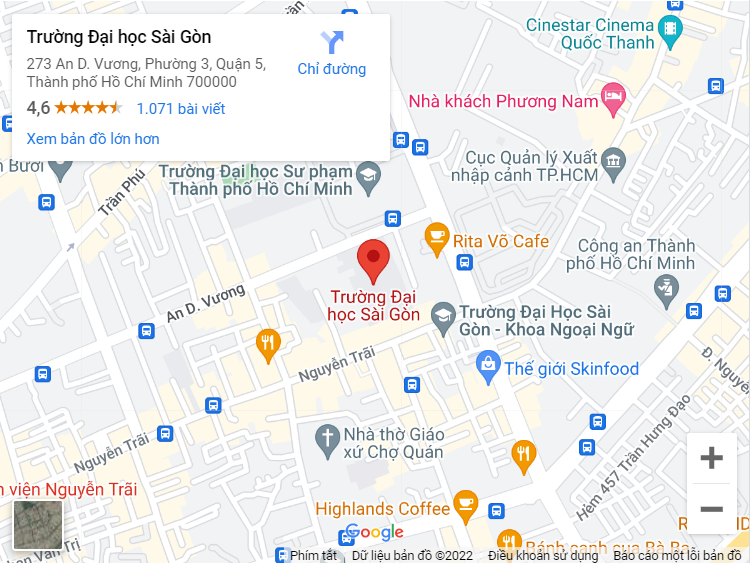 Trường Đại học Sài Gòn
273 An D. Vương, Phường 3, Quận 5,
Thành phố Hồ Chí Minh 700000
4,6
1.071 bài viết
Xem bản đồ lớn hơn
Chỉ đường
Cinestar Cinema
Quốc Thanh
Nhà khách Phương Nam
Trường Đại học Sư phạm
Thành phố Hồ Chí Minh
Cục Quản lý Xuất
nhập cảnh TP.HCM
Trần Phú
Rita Võ Cafe
Công an Thành
phố Hồ Chí Minh
An D. Vương
Trường Đại
học Sài Gòn
Trường Đại Học Sài
Gòn - Khoa Ngoại Ngữ
Nguyễn Trãi
Thế giới Skinfood
Đ. Nguyễn
Nhà thờ Giáo
xứ Chợ Quán
Nguyễn Trãi
Hẻm 457 Trần Hưng Đạo
viện Nguyễn Trãi
Highlands Coffee
Google
Văn Trị
Phím tắt
Dữ liệu bản đồ ©2022
Điều khoản sử dụng
Báo cáo một lỗi bản đồ